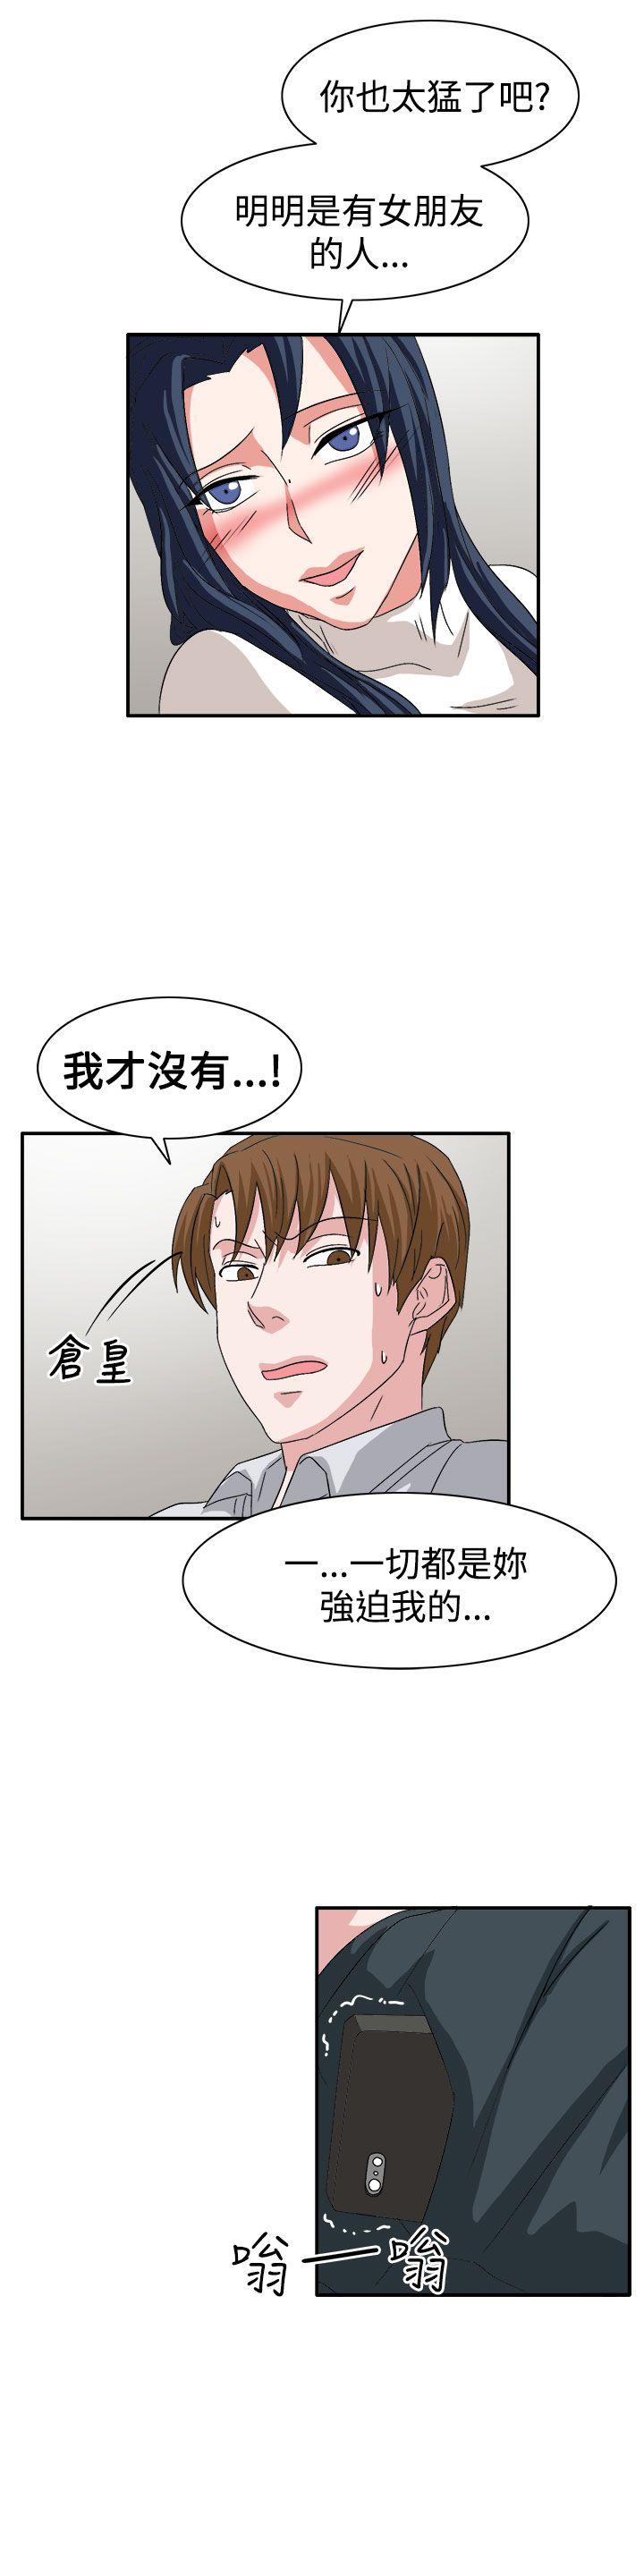 你也太猛了吧?
明明是有女朋友
的人...
我才沒有...!
倉皇
一...一切都是妳
強迫我的...
嗡一嗡